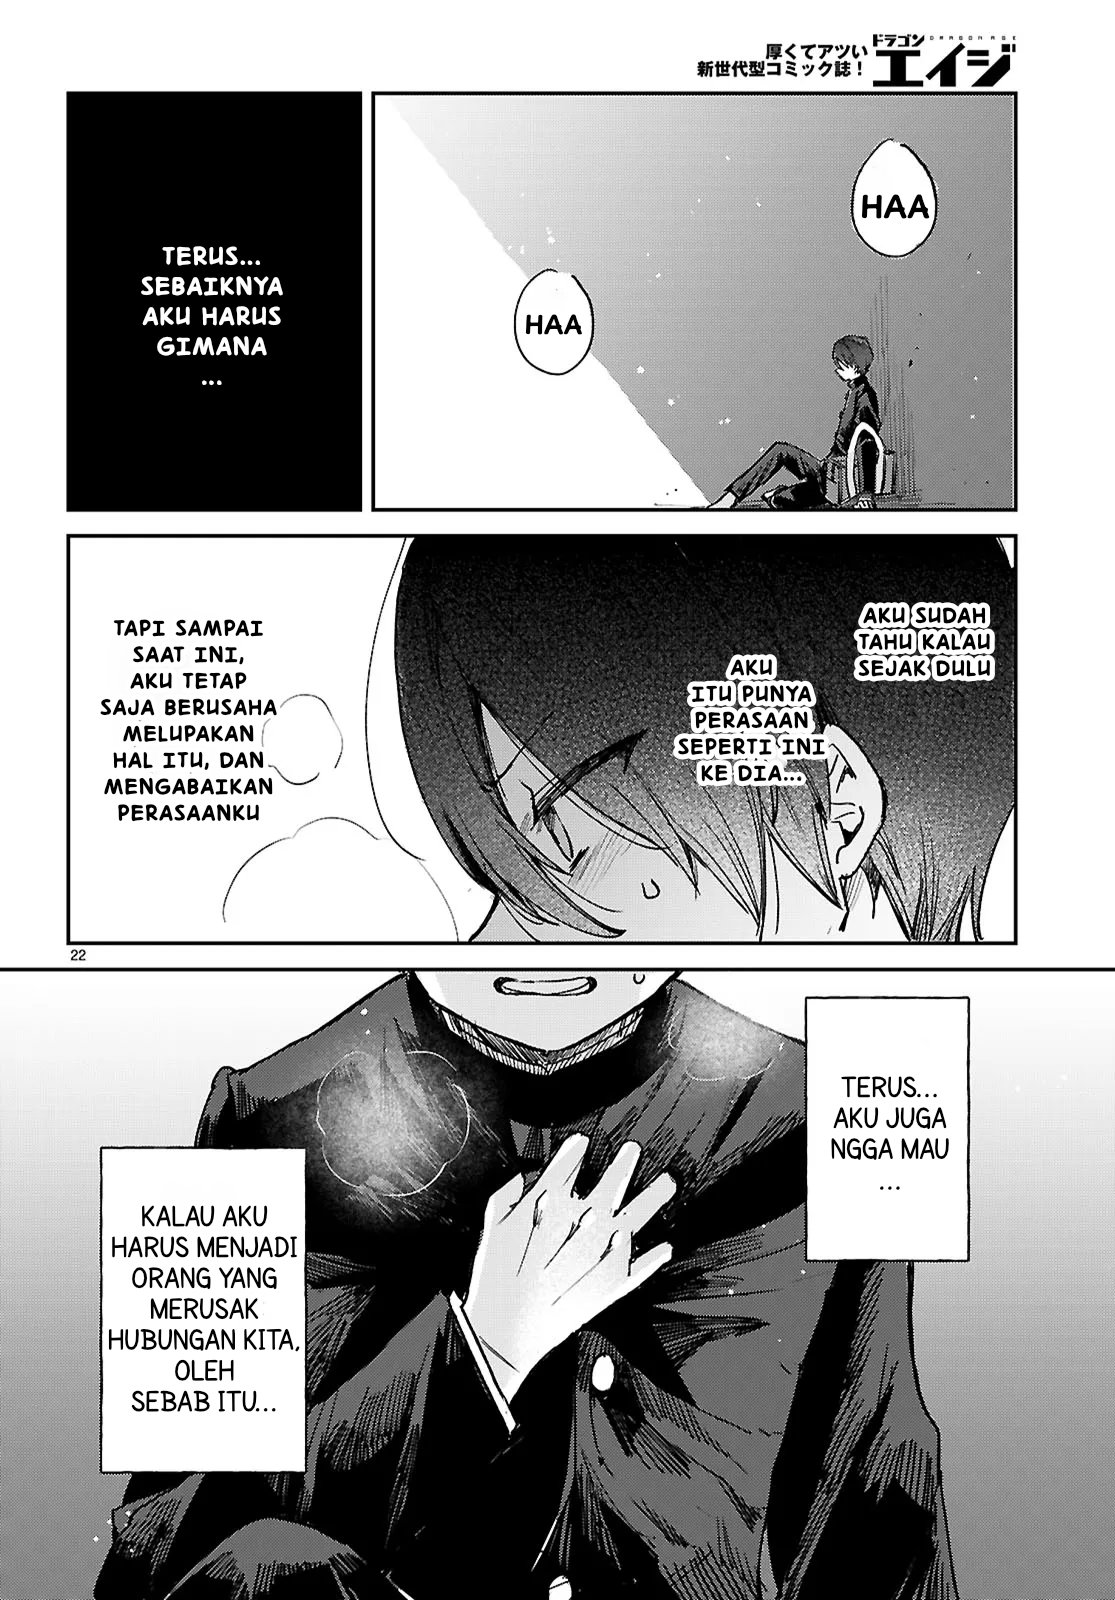 厚くてアツい
新世代型コミック誌!
ドラゴン
DRAGON AGE
エイジ
HAA
HAA
TERUS...
SEBAIKNYA
AKU HARUS
GIMANA
...
AKU SUDAH
TAHU KALAU
SEJAK DULU
AKU
ITU PUNYA
PERASAAN
SEPERTI INI
KE DIA...
TAPI SAMPAI
SAAT INI,
AKU TETAP
SAJA BERUSAHA
MELUPAKAN
HAL ITU, DAN
MENGABAIKAN
PERASAANKU
22
TERUS...
AKU JUGA
NGGA MAU
...
KALAU AKU
HARUS MENJADI
ORANG YANG
MERUSAK
HUBUNGAN KITA,
OLEH
SEBAB ITU...